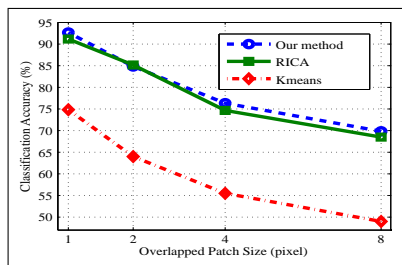 95
90
85
80
75
70
65
60
55
50
Classification Accuracy (%)
Our method
RICA
Kmeans
1
2
4
8
Overlapped Patch Size (pixel)